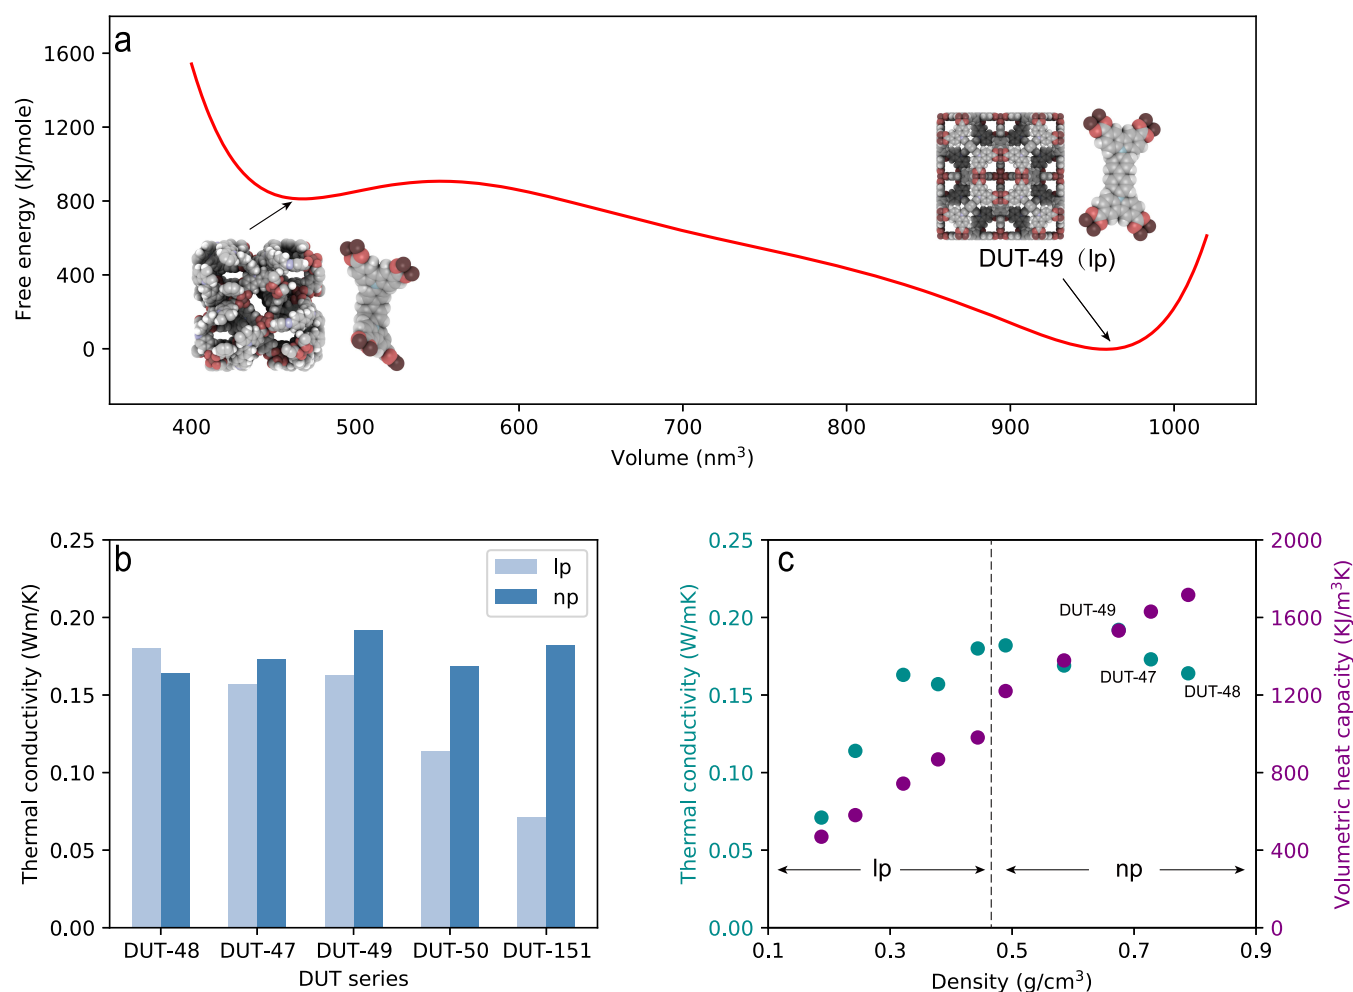 a
1600
1200
800
400
0
Free energy (KJ/mole)
DUT-49（lp)
400
500
600
700
800
900
1000
Volume (nm³)
b
0.25
0.20
0.15
0.10
0.05
0.00
Thermal conductivity (Wm/K)
lp
np
DUT-48
DUT-47
DUT-49
DUT-50
DUT-151
DUT series
c
0.25
0.20
0.15
0.10
0.05
0.00
Thermal conductivity (W/mK)
2000
1600
1200
800
400
0
Volumetric heat capacity (KJ/m³K)
DUT-49
DUT-47
DUT-48
lp
np
0.1
0.3
0.5
0.7
0.9
Density (g/cm³)